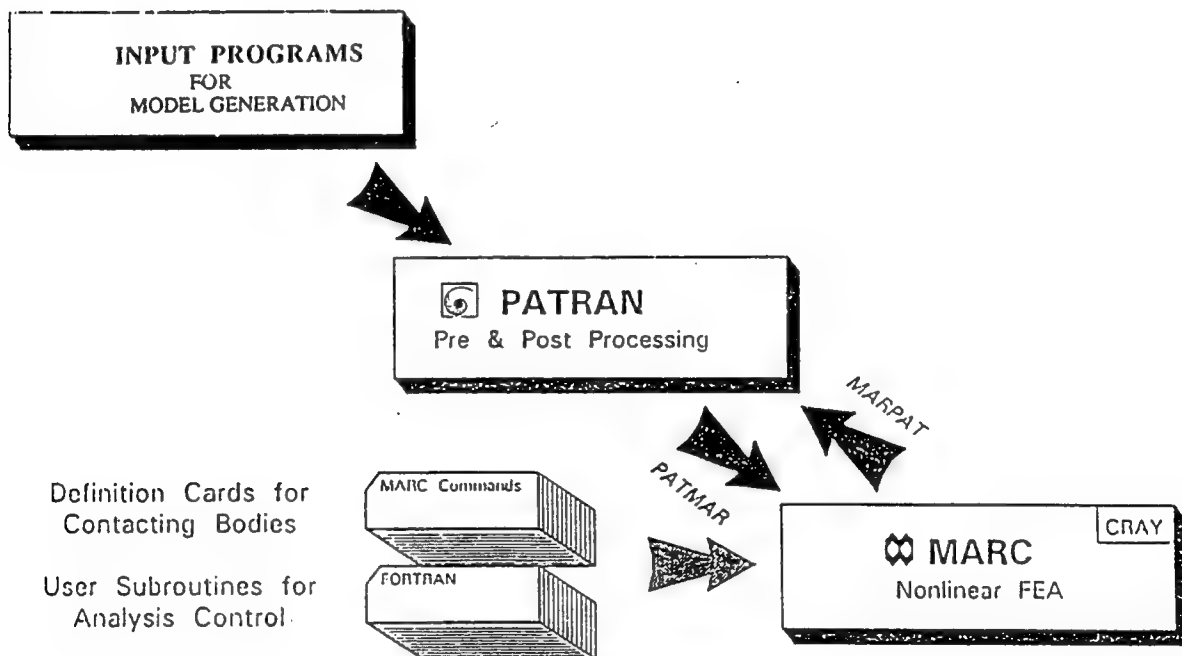 INPUT PROGRAMS
FOR
MODEL GENERATION
PATRAN
Pre & Post Processing
MARPAT
PATMAR
Definition Cards for
Contacting Bodies
MARC Commands
User Subroutines for
Analysis Control
FORTRAN
CRAY
MARC
Nonlinear FEA